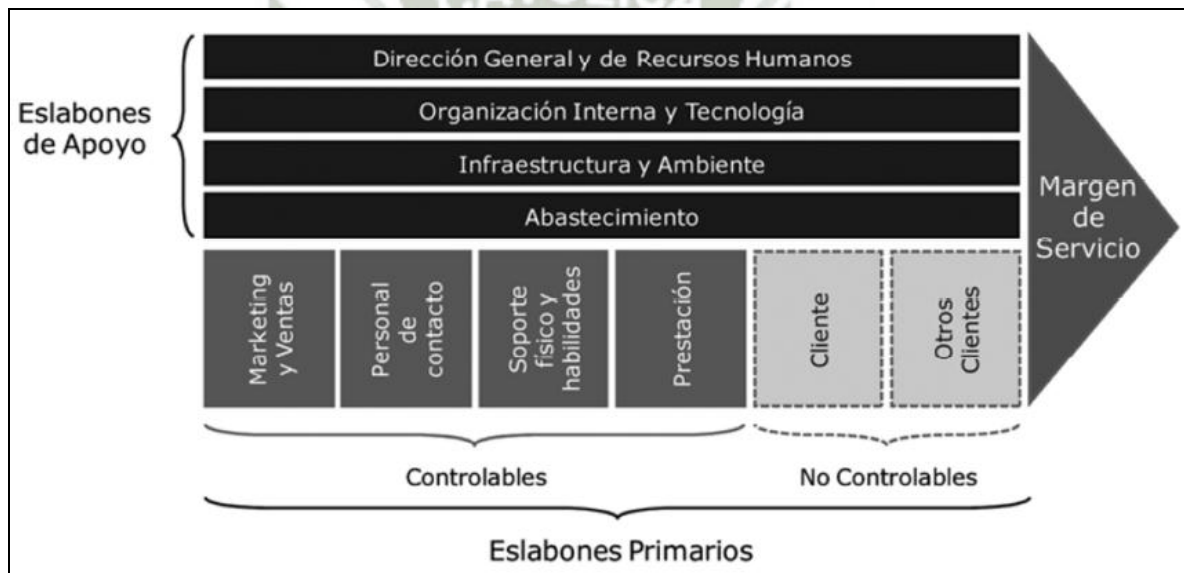 Dirección General y de Recursos Humanos
Eslabones
de Apoyo
Organización Interna y Tecnología
Infraestructura y Ambiente
Abastecimiento
Margen
de
Servicio
Marketing
y Ventas
Personal
de
contacto
Soporte
físico y
habilidades
Prestación
Cliente
Otros
Clientes
Controlables
No Controlables
Eslabones Primarios